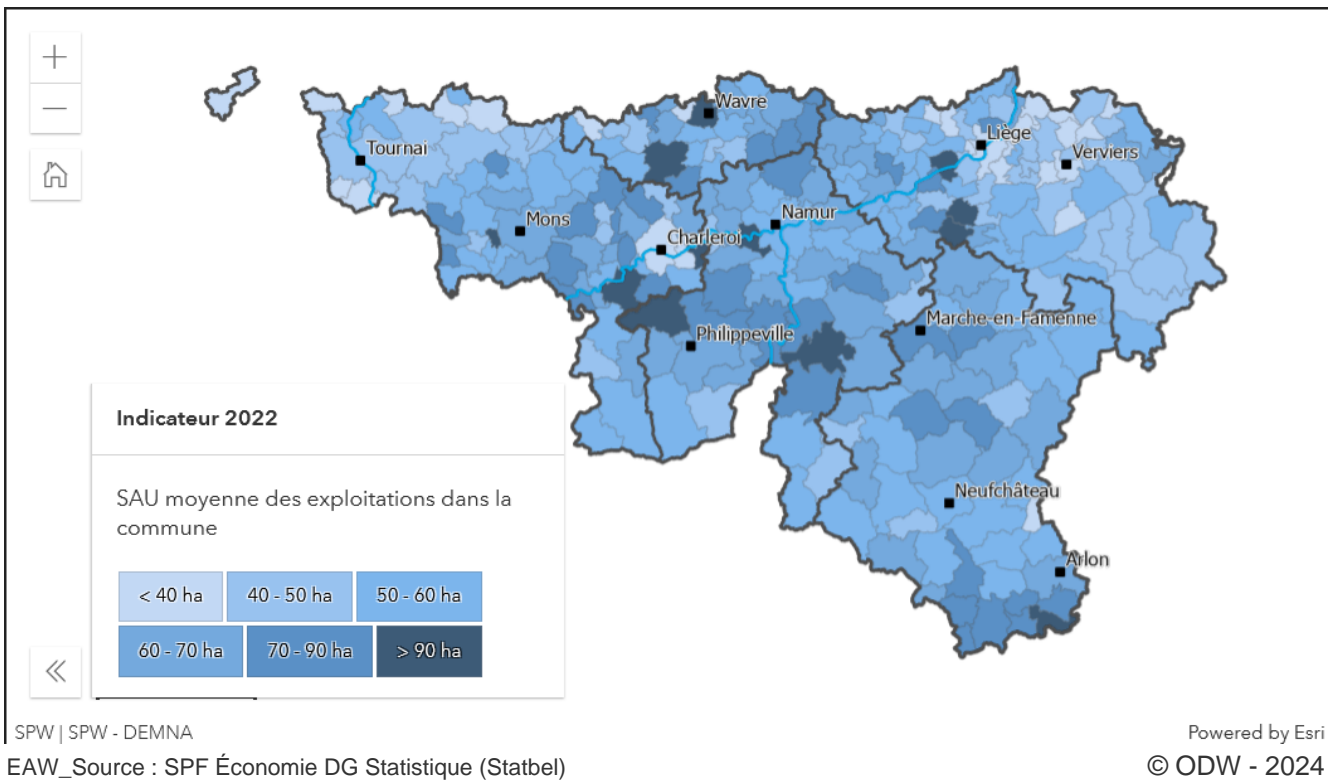 Wavre
Liège
Tournai
Verviers
Namur
Mons
Charleroi
Marche-en-Famenne
Philippeville
Indicateur 2022
SAU moyenne des exploitations dans la
commune
Neufchâteau
< 40 ha
40 - 50 ha
50 - 60 ha
60 - 70 ha
70 - 90 ha
> 90 ha
Arlon
SPW | SPW - DEMNA
Powered by Esri
EAW_Source : SPF Économie DG Statistique (Statbel)
© ODW - 2024